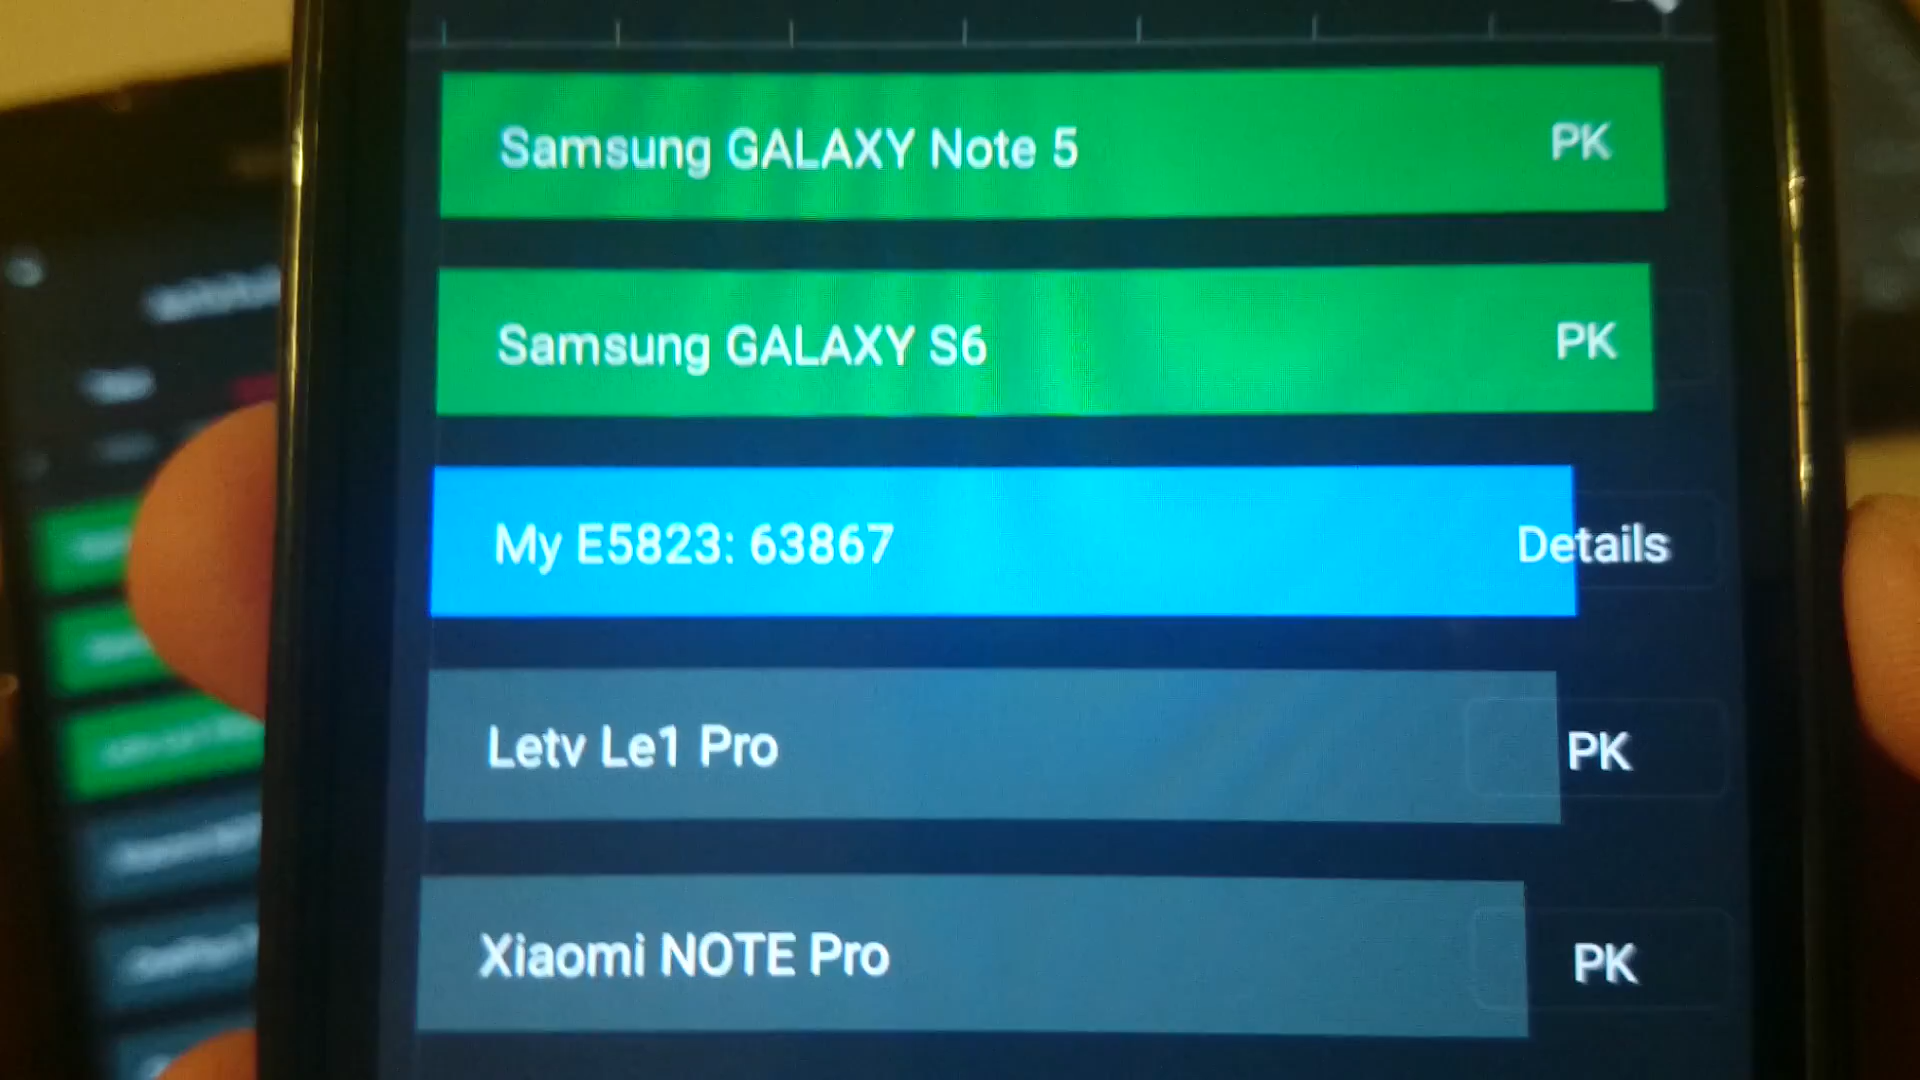 Samsung GALAXY Note 5 PK
Samsung GALAXY S6 PK
My E5823: 63867 Details
Letv Le1 Pro PK
Xiaomi NOTE Pro PK